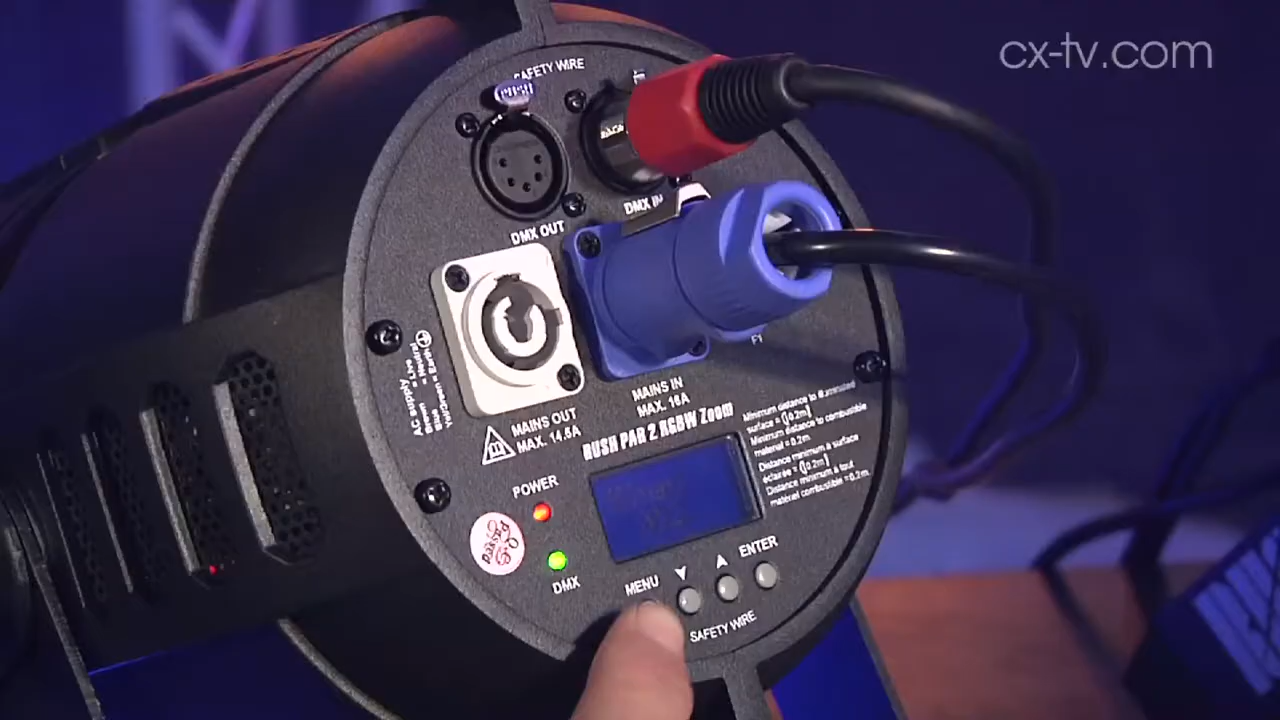 cx-tv.com
SAFETY WIRE
PUSH
DMX OUT
DMX IN
F1
MAINS OUT
MAX. 14.5A
MAINS IN
MAX. 16A
AC supply
Brown = Live
Blue = Neutral
Yel/Green = Earth
RUSH PAR 2 RGBW Zoom
Minimum distance to illuminated
surface = (0.2m)
Minimum distance to combustible
material = 0.2m
Distance minimum à surface
éclairée = (0.2m)
Distance minimum à tout
matériel combustible = 0.2m
POWER
Q.C
Passed
DMX
MENU
ENTER
SAFETY WIRE